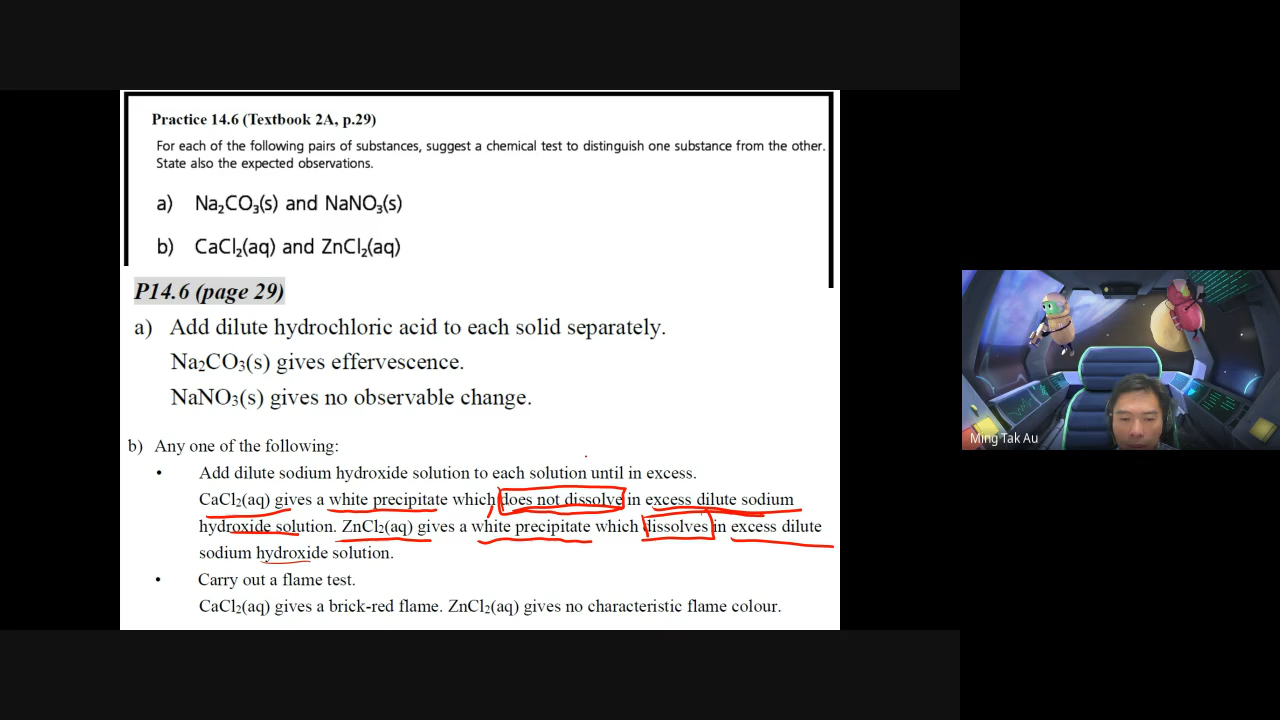 Practice 14.6 (Textbook 2A, p.29)
For each of the following pairs of substances, suggest a chemical test to distinguish one substance from the other.
State also the expected observations.
a) Na₂CO₃(s) and NaNO₃(s)
b) CaCl₂(aq) and ZnCl₂(aq)
P14.6 (page 29)
a) Add dilute hydrochloric acid to each solid separately.
Na₂CO₃(s) gives effervescence.
NaNO₃(s) gives no observable change.
b) Any one of the following:
• Add dilute sodium hydroxide solution to each solution until in excess.
CaCl₂(aq) gives a white precipitate which does not dissolve in excess dilute sodium
hydroxide solution. ZnCl₂(aq) gives a white precipitate which dissolves in excess dilute
sodium hydroxide solution.
• Carry out a flame test.
CaCl₂(aq) gives a brick-red flame. ZnCl₂(aq) gives no characteristic flame colour.
Ming Tak Au